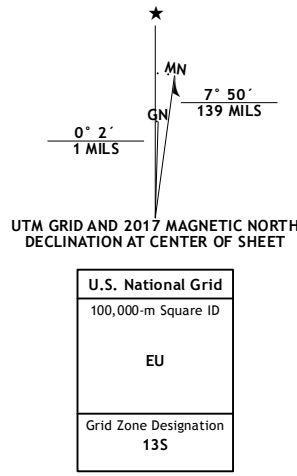 MN
GN
7° 50´
139 MILS
0° 2´
1 MILS
UTM GRID AND 2017 MAGNETIC NORTH
DECLINATION AT CENTER OF SHEET
U.S. National Grid
100,000-m Square ID
EU
Grid Zone Designation
13S